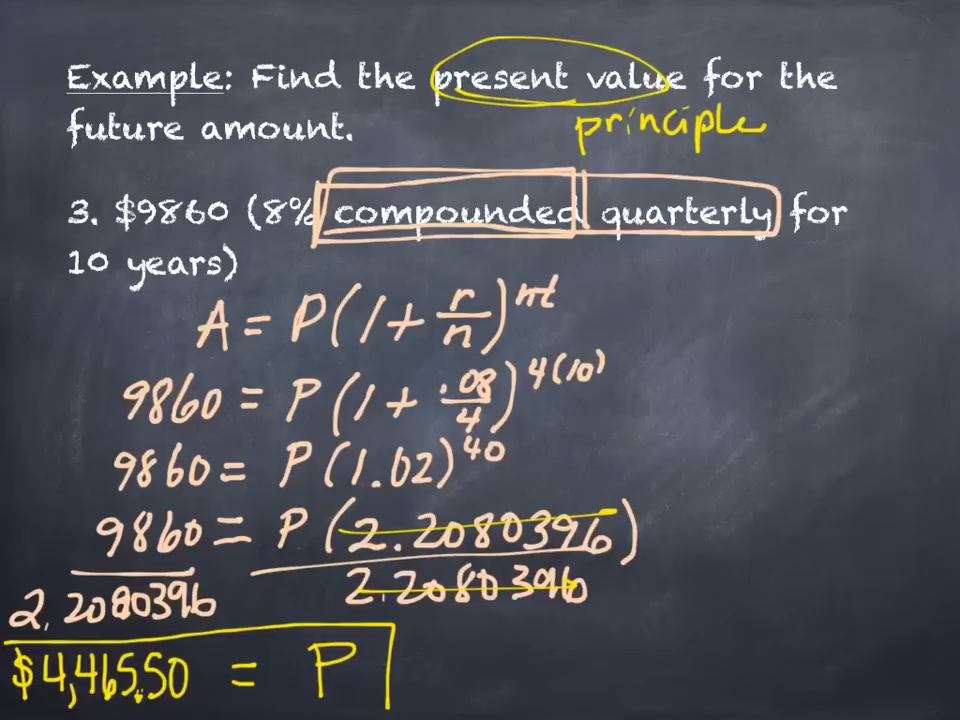 Example: Find the present value for the
future amount.
principle
3. $9860 (8% compounded quarterly for
10 years)
A = P(1 + r/n)^nt
9860 = P(1 + .08/4)^4(10)
9860 = P(1.02)^40
9860 = P(2.2080396)
2.2080396 2.2080396
$4,465.50 = P